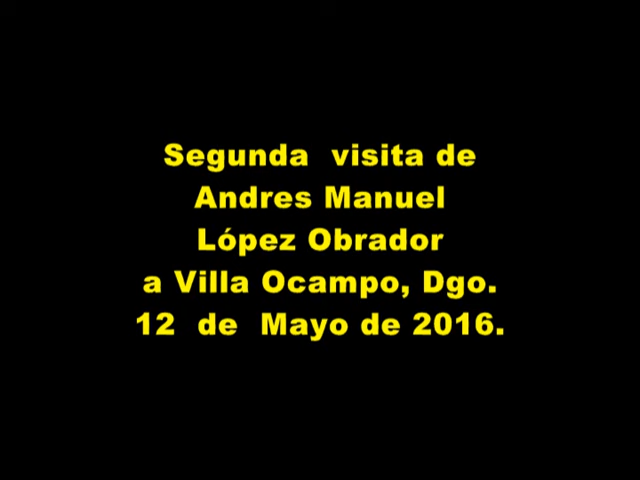 Segunda  visita de
Andres Manuel
López Obrador
a Villa Ocampo, Dgo.
12  de  Mayo de 2016.